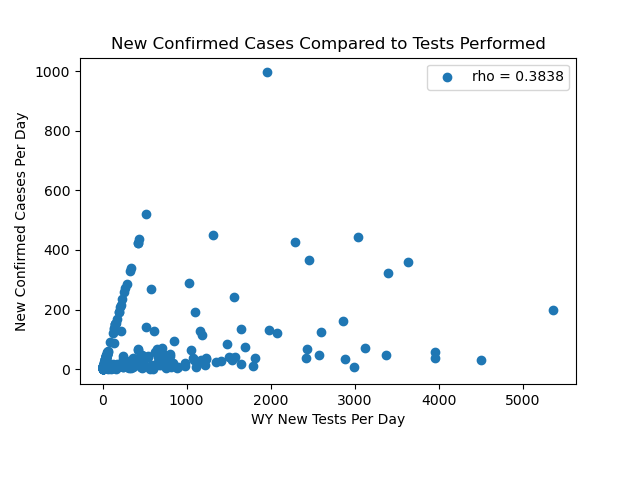 New Confirmed Cases Compared to Tests Performed
rho = 0.3838
New Confirmed Caeses Per Day
1000
800
600
400
200
0
0 1000 2000 3000 4000 5000
WY New Tests Per Day